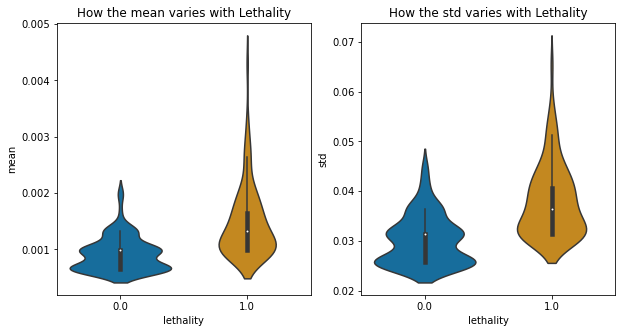 How the mean varies with Lethality
0.005
0.004
0.003
0.002
0.001
mean
0.0
1.0
lethality
How the std varies with Lethality
0.07
0.06
0.05
0.04
0.03
0.02
std
0.0
1.0
lethality